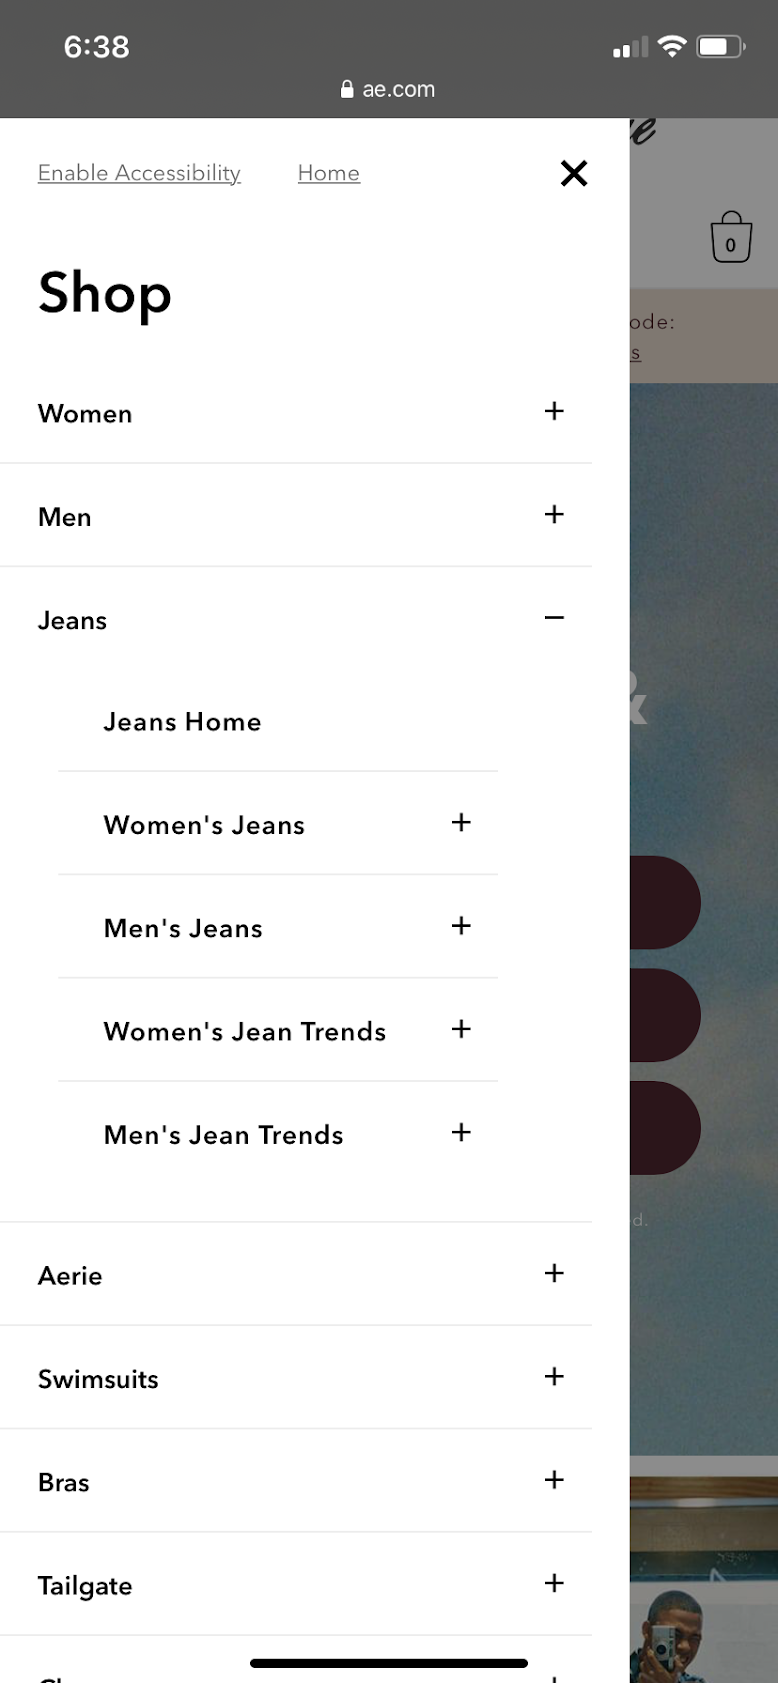 6:38
ae.com
Enable Accessibility Home
0
Shop
ode:
s
Women
Men
Jeans
&
Jeans Home
Women's Jeans
Men's Jeans
Women's Jean Trends
Men's Jean Trends
d.
Aerie
Swimsuits
Bras
Tailgate